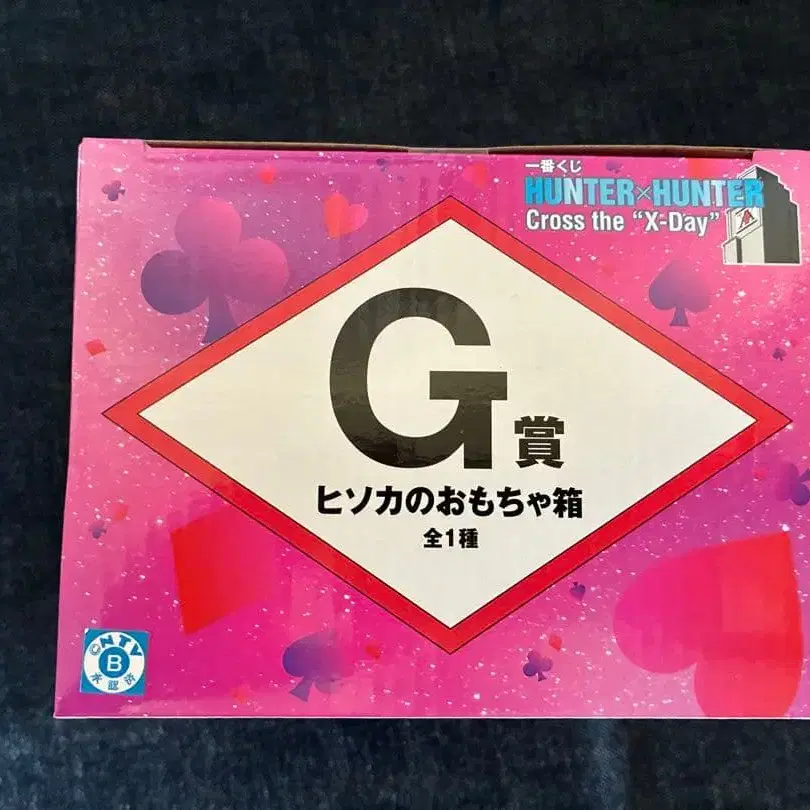 一番くじ
HUNTER×HUNTER
Cross the "X-Day"
G賞
ヒソカのおもちゃ箱
全1種
©NTV
B
承認済